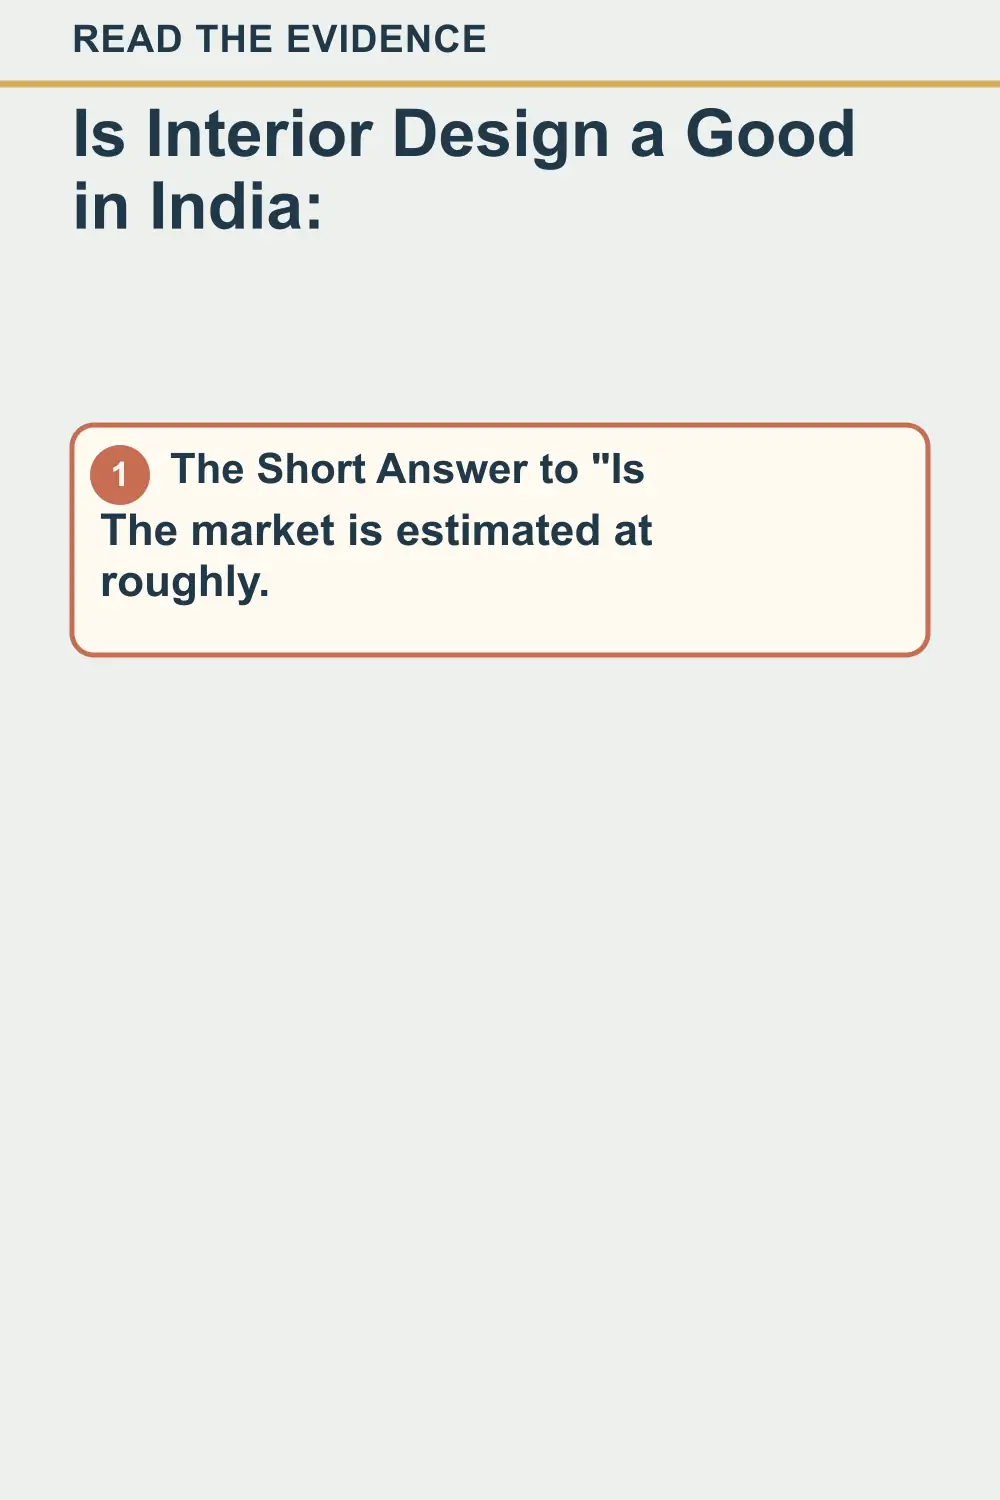 READ THE EVIDENCE
Is Interior Design a Good
in India:
1 The Short Answer to "Is
The market is estimated at
roughly.